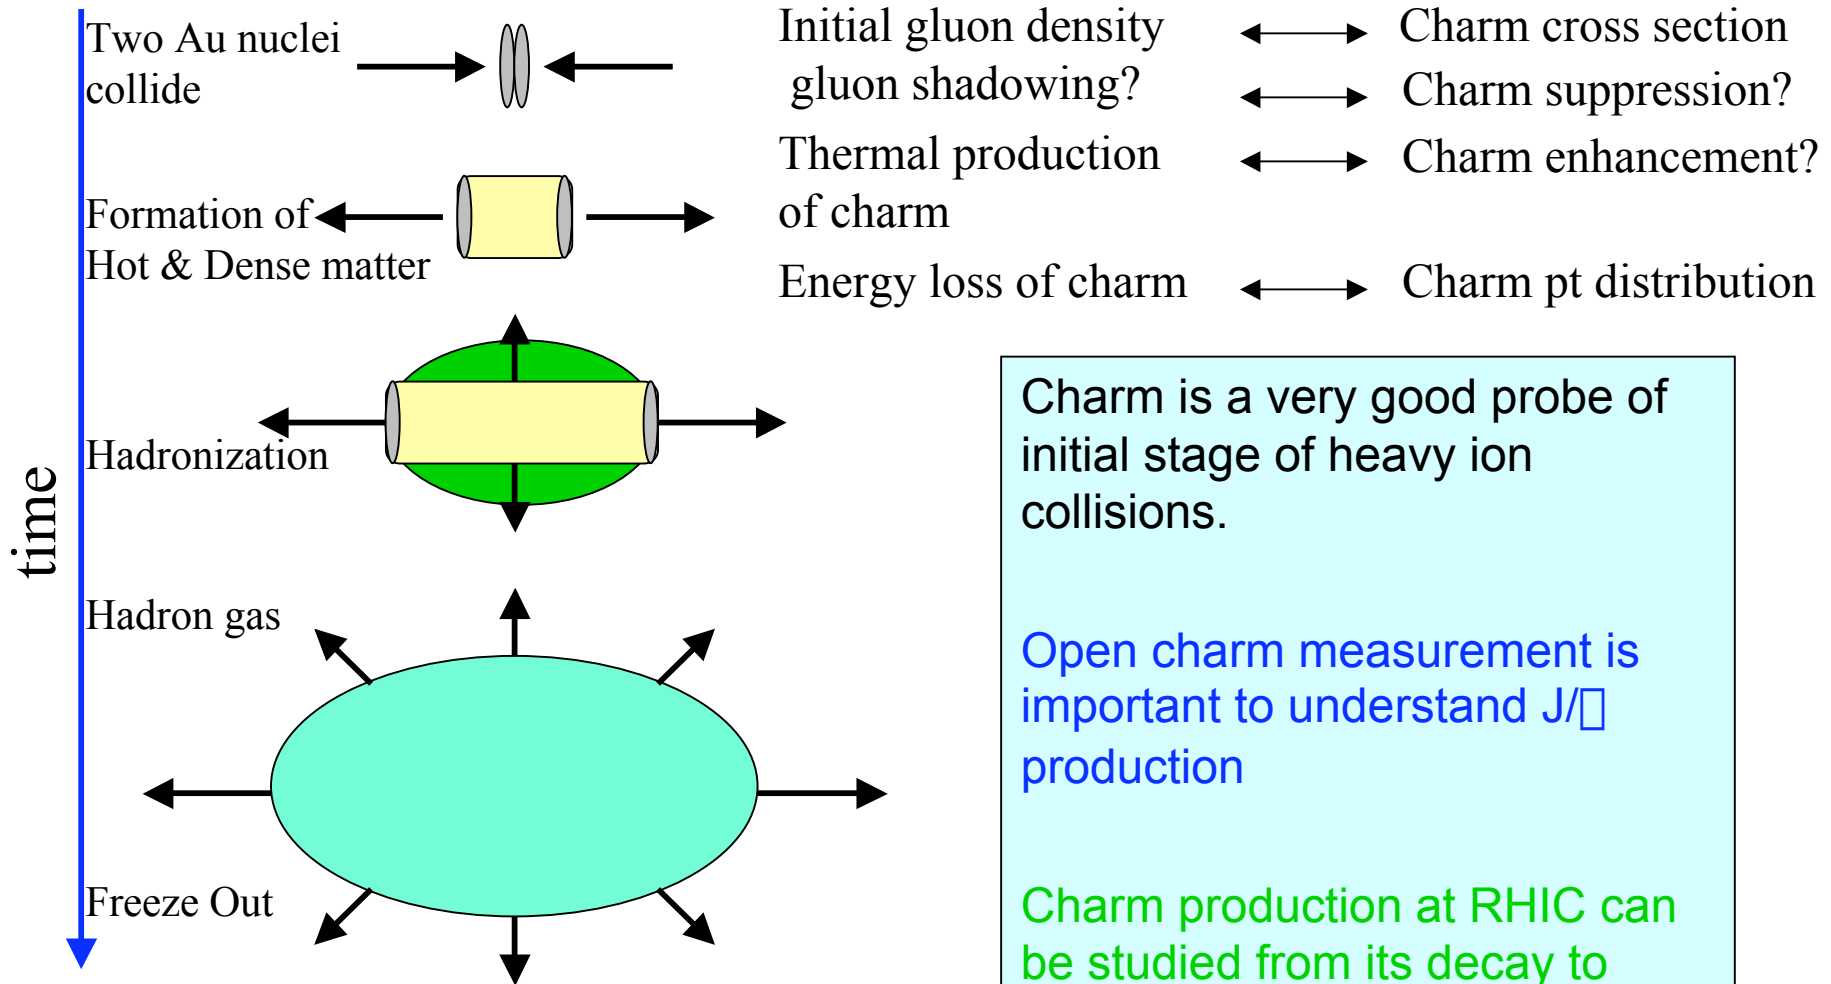 Two Au nuclei
collide
Formation of
Hot & Dense matter
Hadronization
Hadron gas
Freeze Out
time
Initial gluon density
gluon shadowing?
Thermal production
of charm
Energy loss of charm
Charm cross section
Charm suppression?
Charm enhancement?
Charm pt distribution
Charm is a very good probe of
initial stage of heavy ion
collisions.
Open charm measurement is
important to understand J/▯
production
Charm production at RHIC can
be studied from its decay to